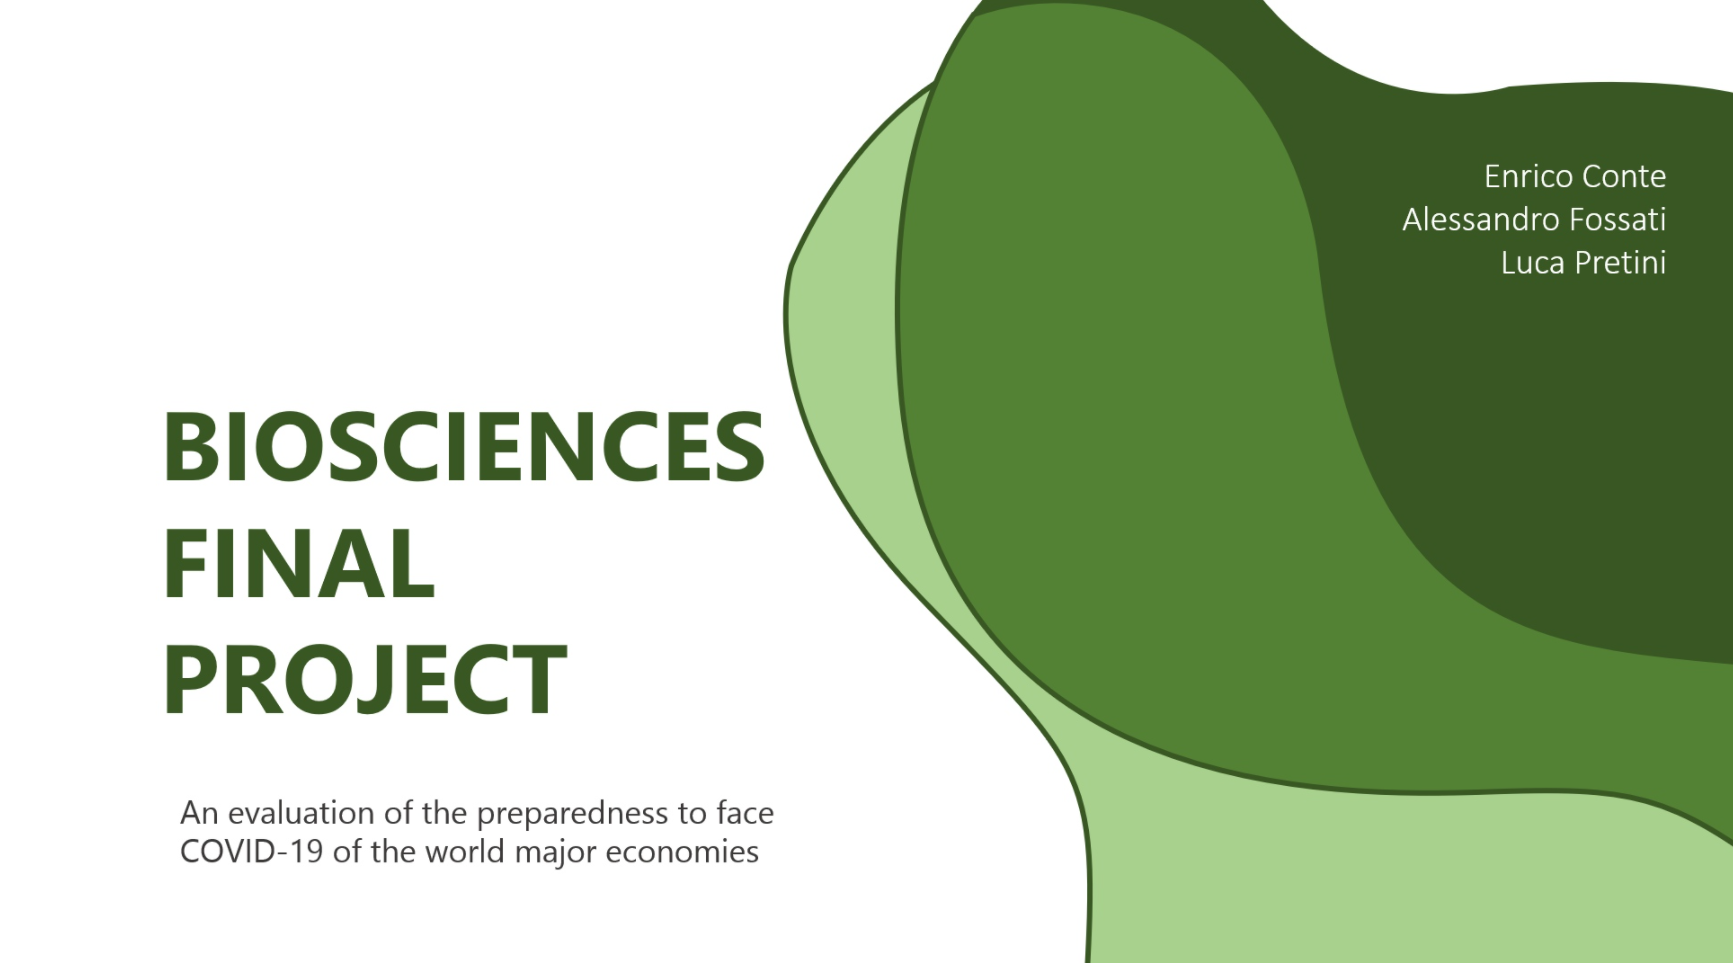 Enrico Conte
Alessandro Fossati
Luca Pretini
BIOSCIENCES
FINAL
PROJECT
An evaluation of the preparedness to face
COVID-19 of the world major economies